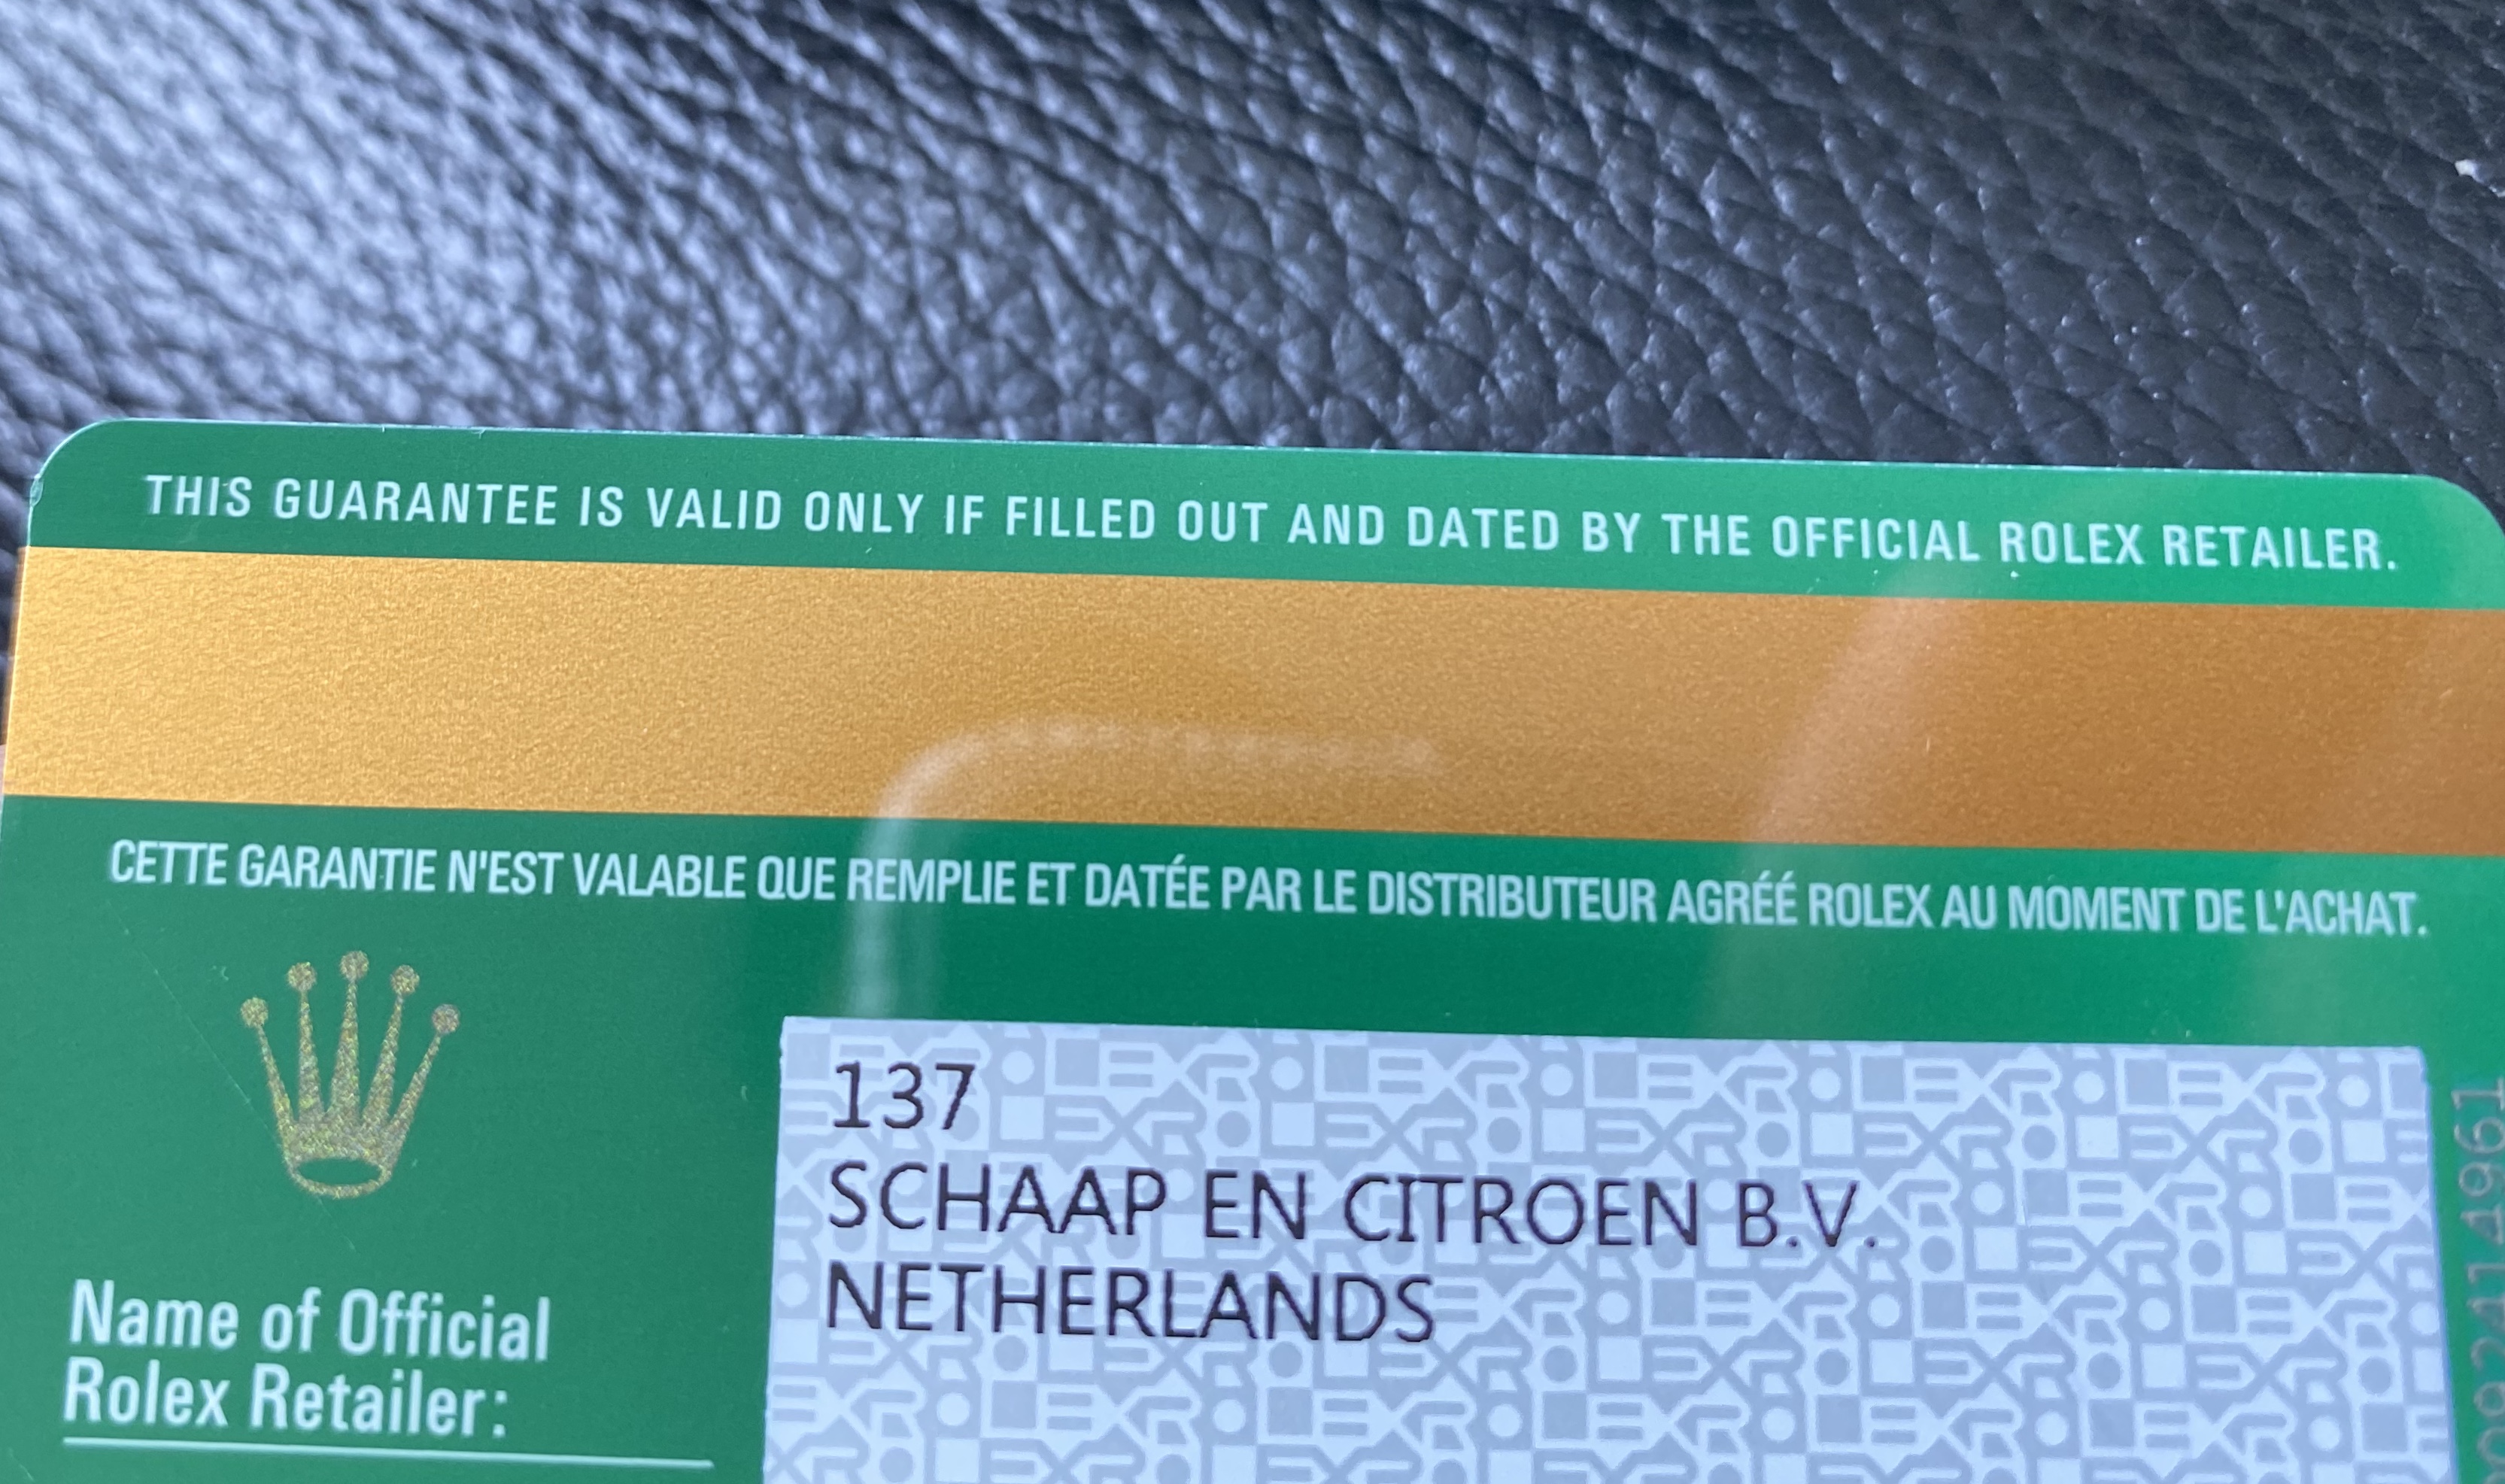 THIS GUARANTEE IS VALID ONLY IF FILLED OUT AND DATED BY THE OFFICIAL ROLEX RETAILER.
CETTE GARANTIE N'EST VALABLE QUE REMPLIE ET DATÉE PAR LE DISTRIBUTEUR AGRÉÉ ROLEX AU MOMENT DE L'ACHAT.
137
SCHAAP EN CITROEN B.V.
NETHERLANDS
Name of Official
Rolex Retailer: